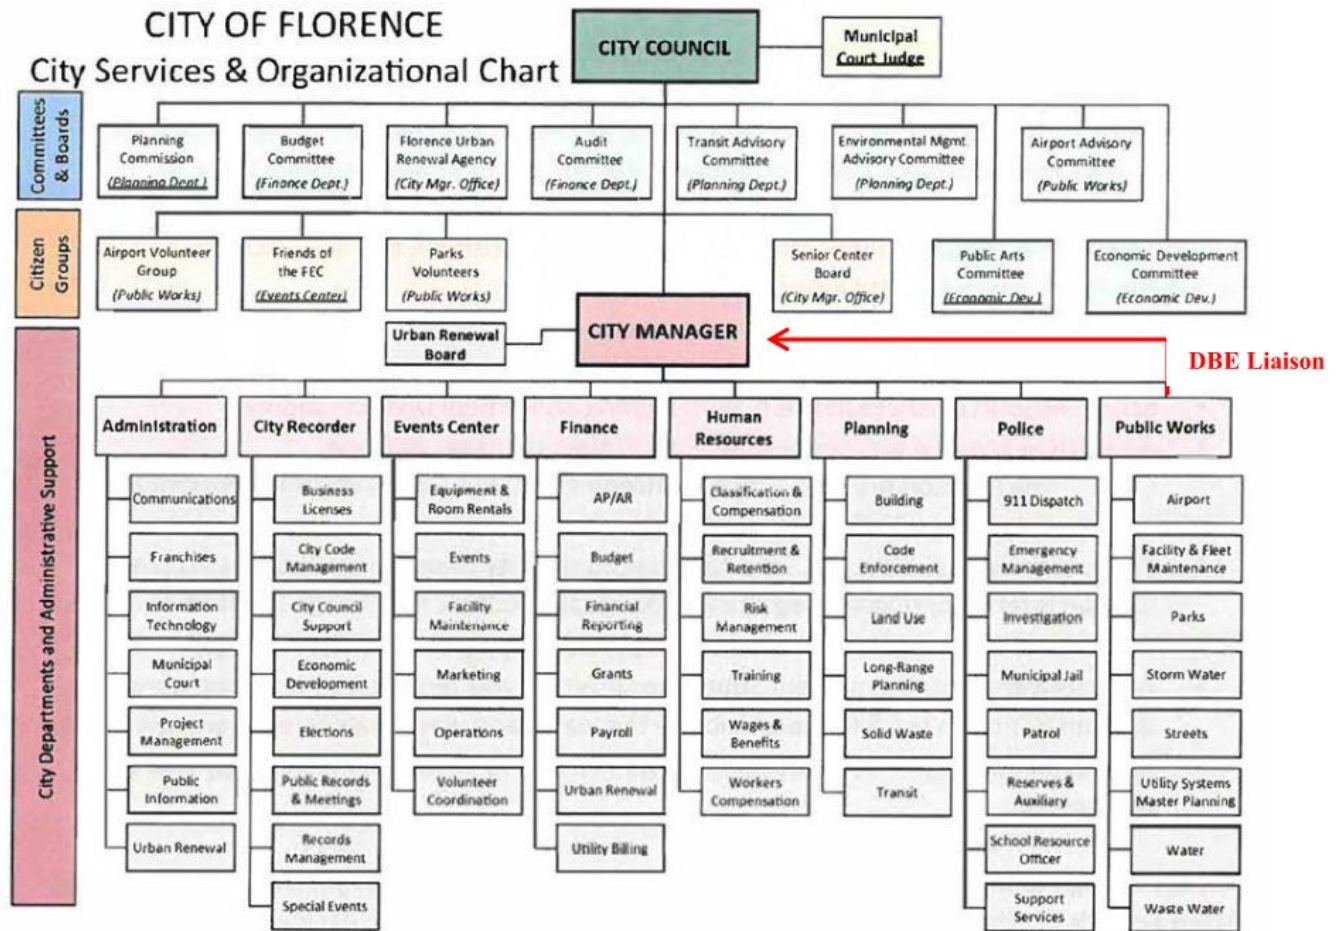 CITY OF FLORENCE
City Services & Organizational Chart
CITY COUNCIL
Municipal
Court Judge
Committees
& Boards
Planning
Commission
(Planning Dept.)
Budget
Committee
(Finance Dept.)
Florence Urban
Renewal Agency
(City Mgr. Office)
Audit
Committee
(Finance Dept.)
Transit Advisory
Committee
(Planning Dept.)
Environmental Mgmt.
Advisory Committee
(Planning Dept.)
Airport Advisory
Committee
(Public Works)
Citizen
Groups
Airport Volunteer
Group
(Public Works)
Friends of
the FEC
(Events Center)
Parks
Volunteers
(Public Works)
Senior Center
Board
(City Mgr. Office)
Public Arts
Committee
(Economic Dev.)
Economic Development
Committee
(Economic Dev.)
Urban Renewal
Board
CITY MANAGER
DBE Liaison
City Departments and Administrative Support
Administration
Communications
Franchises
Information
Technology
Municipal
Court
Project
Management
Public
Information
Urban Renewal
City Recorder
Business
Licenses
City Code
Management
City Council
Support
Economic
Development
Elections
Public Records
& Meetings
Records
Management
Special Events
Events Center
Equipment &
Room Rentals
Events
Facility
Maintenance
Marketing
Operations
Volunteer
Coordination
Finance
AP/AR
Budget
Financial
Reporting
Grants
Payroll
Urban Renewal
Utility Billing
Human
Resources
Classification &
Compensation
Recruitment &
Retention
Risk
Management
Training
Wages &
Benefits
Workers
Compensation
Planning
Building
Code
Enforcement
Land Use
Long-Range
Planning
Solid Waste
Transit
Police
911 Dispatch
Emergency
Management
Investigation
Municipal Jail
Patrol
Reserves &
Auxiliary
School Resource
Officer
Support
Services
Public Works
Airport
Facility & Fleet
Maintenance
Parks
Storm Water
Streets
Utility Systems
Master Planning
Water
Waste Water